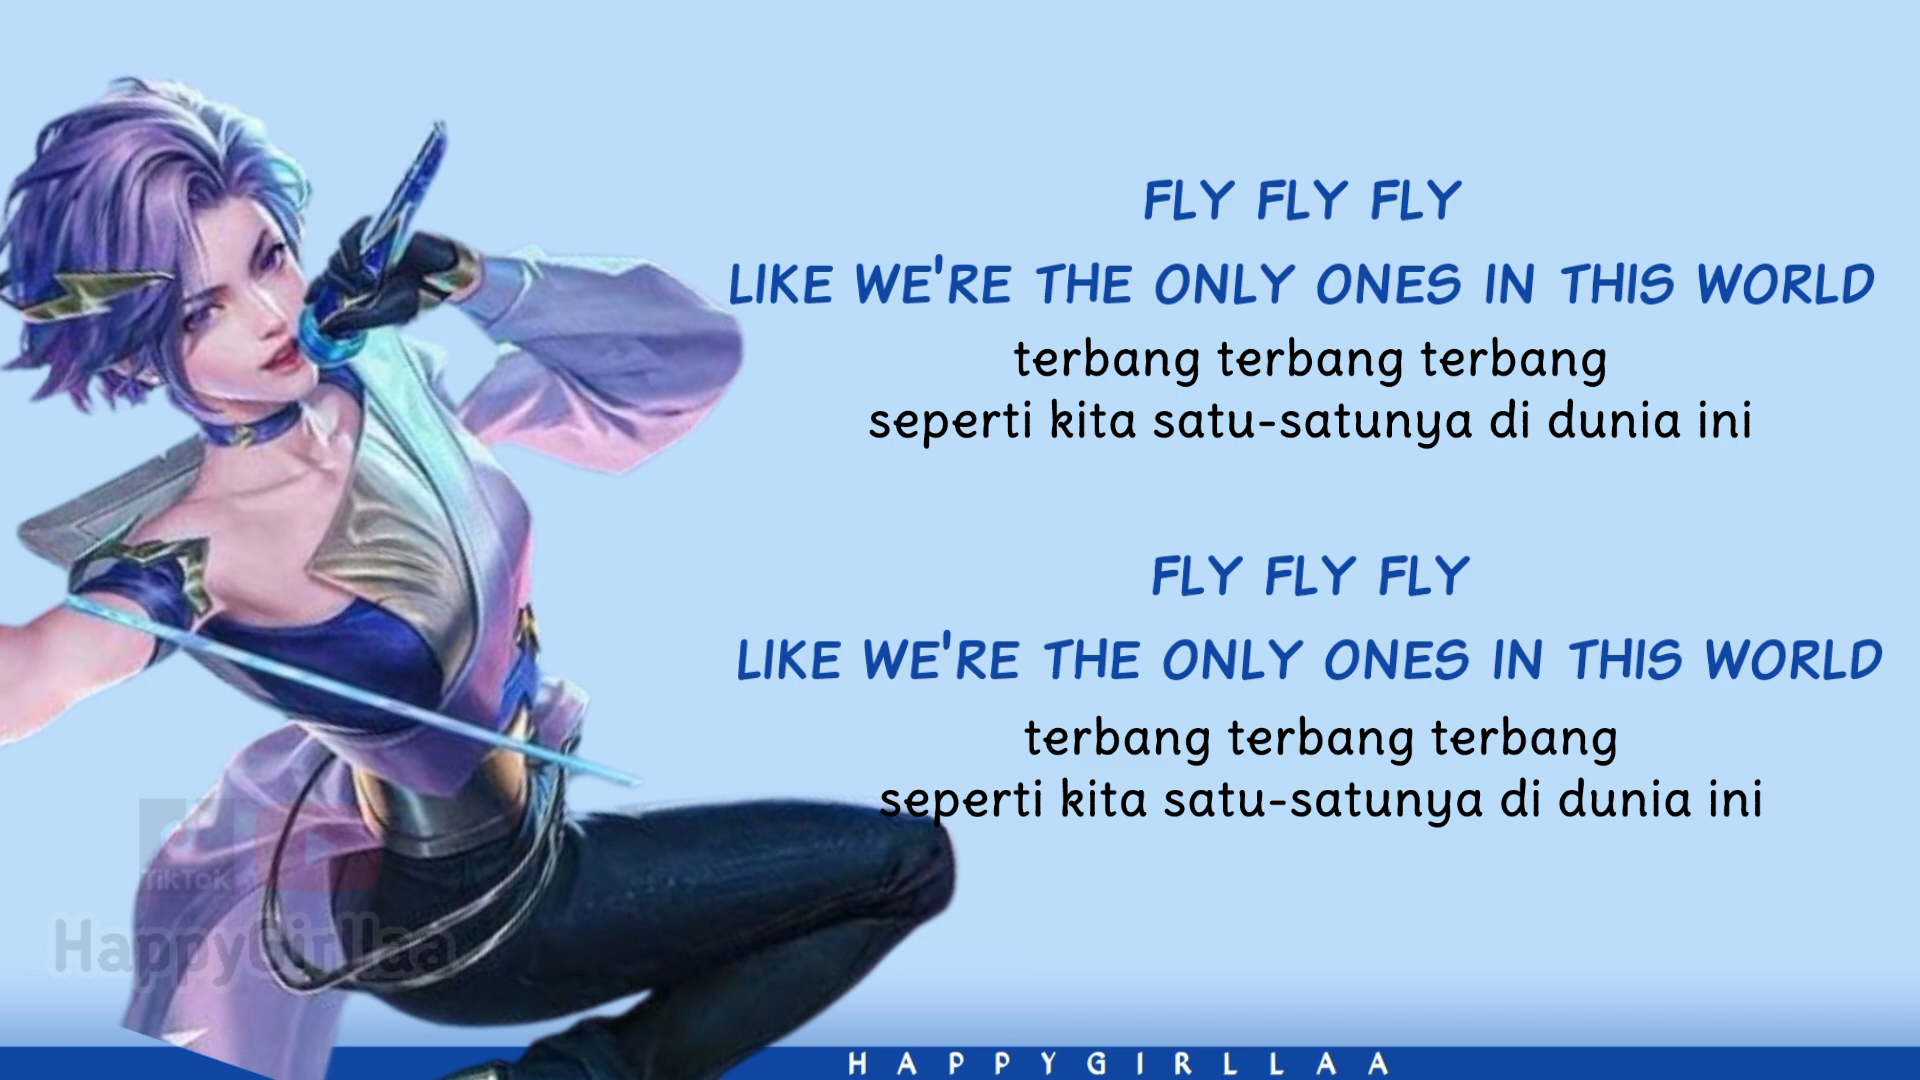 FLY FLY FLY
LIKE WE'RE THE ONLY ONES IN THIS WORLD
terbang terbang terbang
seperti kita satu-satunya di dunia ini
FLY FLY FLY
LIKE WE'RE THE ONLY ONES IN THIS WORLD
terbang terbang terbang
seperti kita satu-satunya di dunia ini
TikTok
HappyGirllaa
HAPPYGIRLLAA